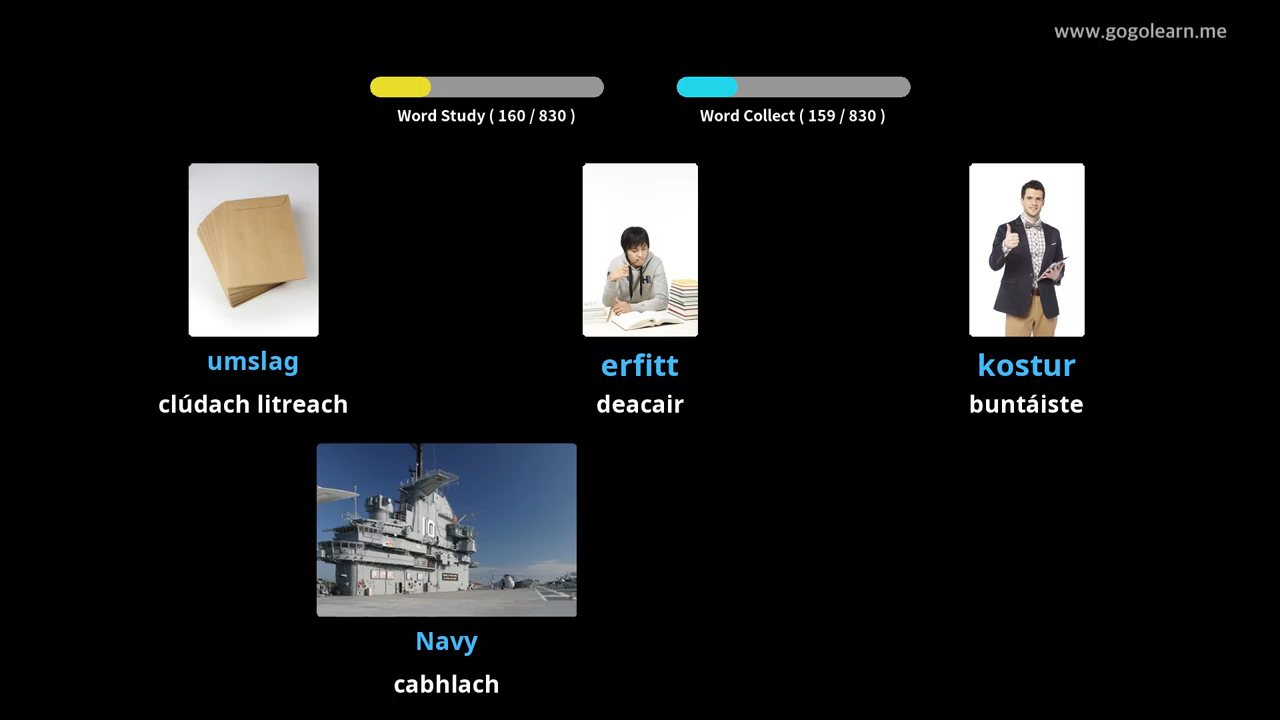 www.gogolearn.me
Word Study ( 160 / 830 )
Word Collect ( 159 / 830 )
umslag
erfitt
kostur
clúdach litreach
deacair
buntáiste
10
Navy
cabhlach